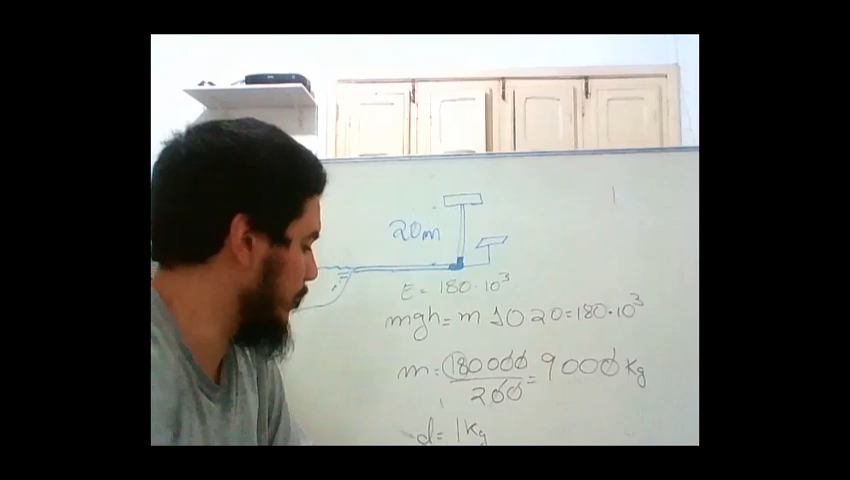 20m
E = 180·10³
mgh = m 10 20 = 180·10³
m = 180000/200 = 9000 Kg
d = 1Kg